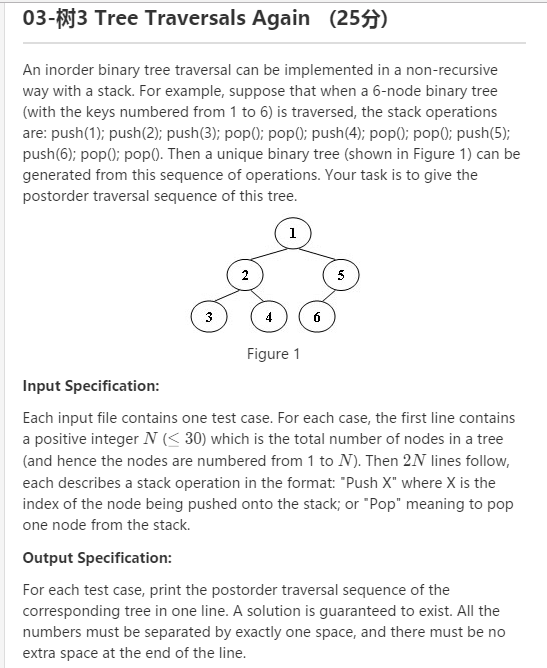 03-树3 Tree Traversals Again (25分)
An inorder binary tree traversal can be implemented in a non-recursive
way with a stack. For example, suppose that when a 6-node binary tree
(with the keys numbered from 1 to 6) is traversed, the stack operations
are: push(1); push(2); push(3); pop(); pop(); push(4); pop(); pop(); push(5);
push(6); pop(); pop(). Then a unique binary tree (shown in Figure 1) can be
generated from this sequence of operations. Your task is to give the
postorder traversal sequence of this tree.
1
2 5
3 4 6
Figure 1
Input Specification:
Each input file contains one test case. For each case, the first line contains
a positive integer N (≤ 30) which is the total number of nodes in a tree
(and hence the nodes are numbered from 1 to N). Then 2N lines follow,
each describes a stack operation in the format: "Push X" where X is the
index of the node being pushed onto the stack; or "Pop" meaning to pop
one node from the stack.
Output Specification:
For each test case, print the postorder traversal sequence of the
corresponding tree in one line. A solution is guaranteed to exist. All the
numbers must be separated by exactly one space, and there must be no
extra space at the end of the line.